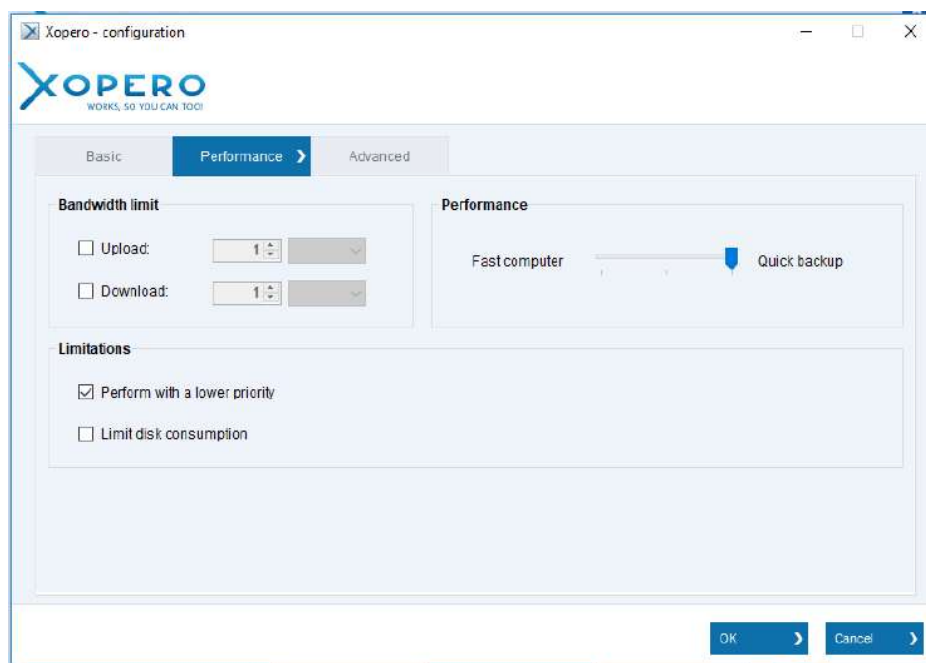 Xopero - configuration
XOPERO
WORKS, SO YOU CAN TOO!
Basic
Performance
Advanced
Bandwidth limit
Upload:
1
Download:
1
Performance
Fast computer
Quick backup
Limitations
Perform with a lower priority
Limit disk consumption
OK
Cancel